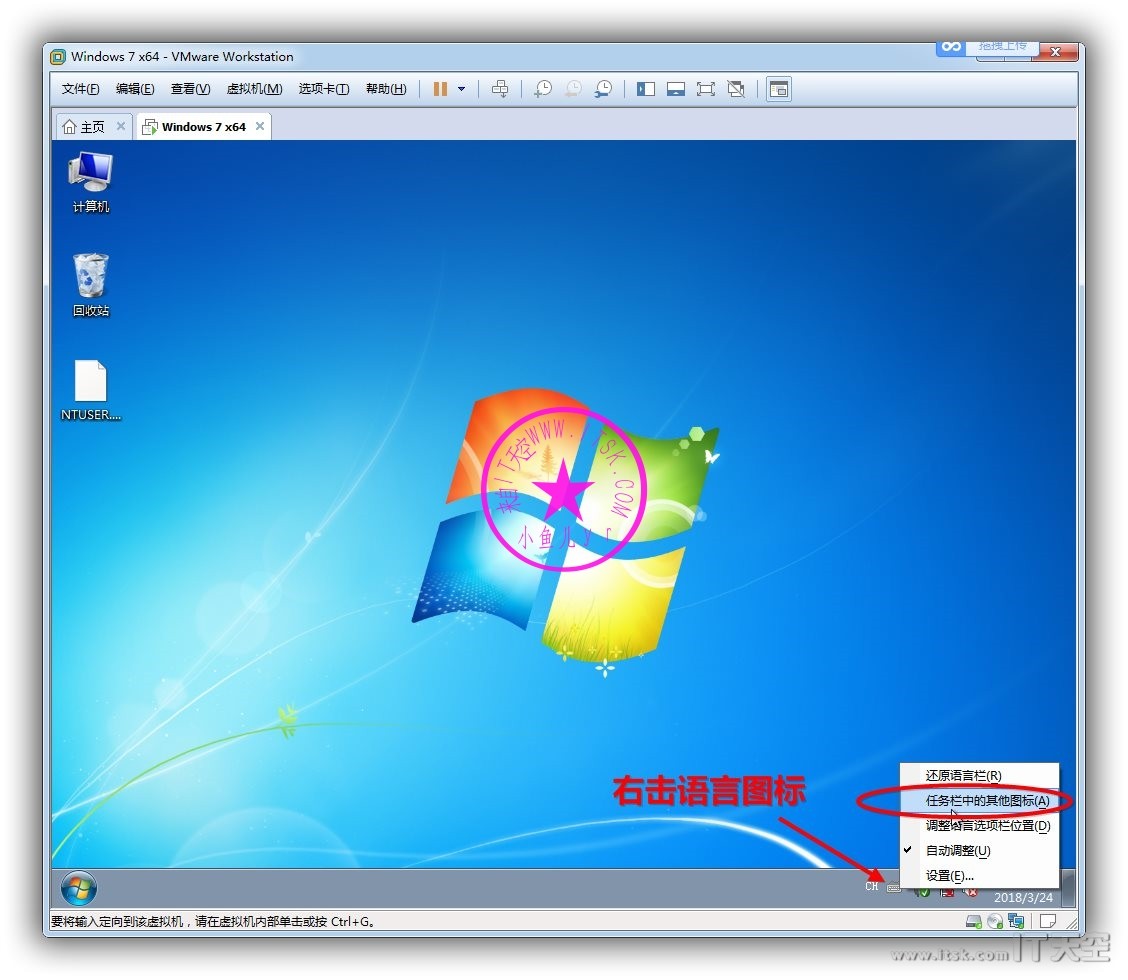 Windows 7 x64 - VMware Workstation
拖拽上传
文件(F) 编辑(E) 查看(V) 虚拟机(M) 选项卡(T) 帮助(H)
主页 Windows 7 x64
计算机
回收站
NTUSER....
来自IT天空WWW.ITSK.COM
小鱼儿yr
右击语言图标
还原语言栏(R)
任务栏中的其他图标(A)
调整语言选项栏位置(D)
自动调整(U)
设置(E)...
CH
2018/3/24
要将输入定向到该虚拟机，请在虚拟机内部单击或按 Ctrl+G。
www.itsk.com IT天空